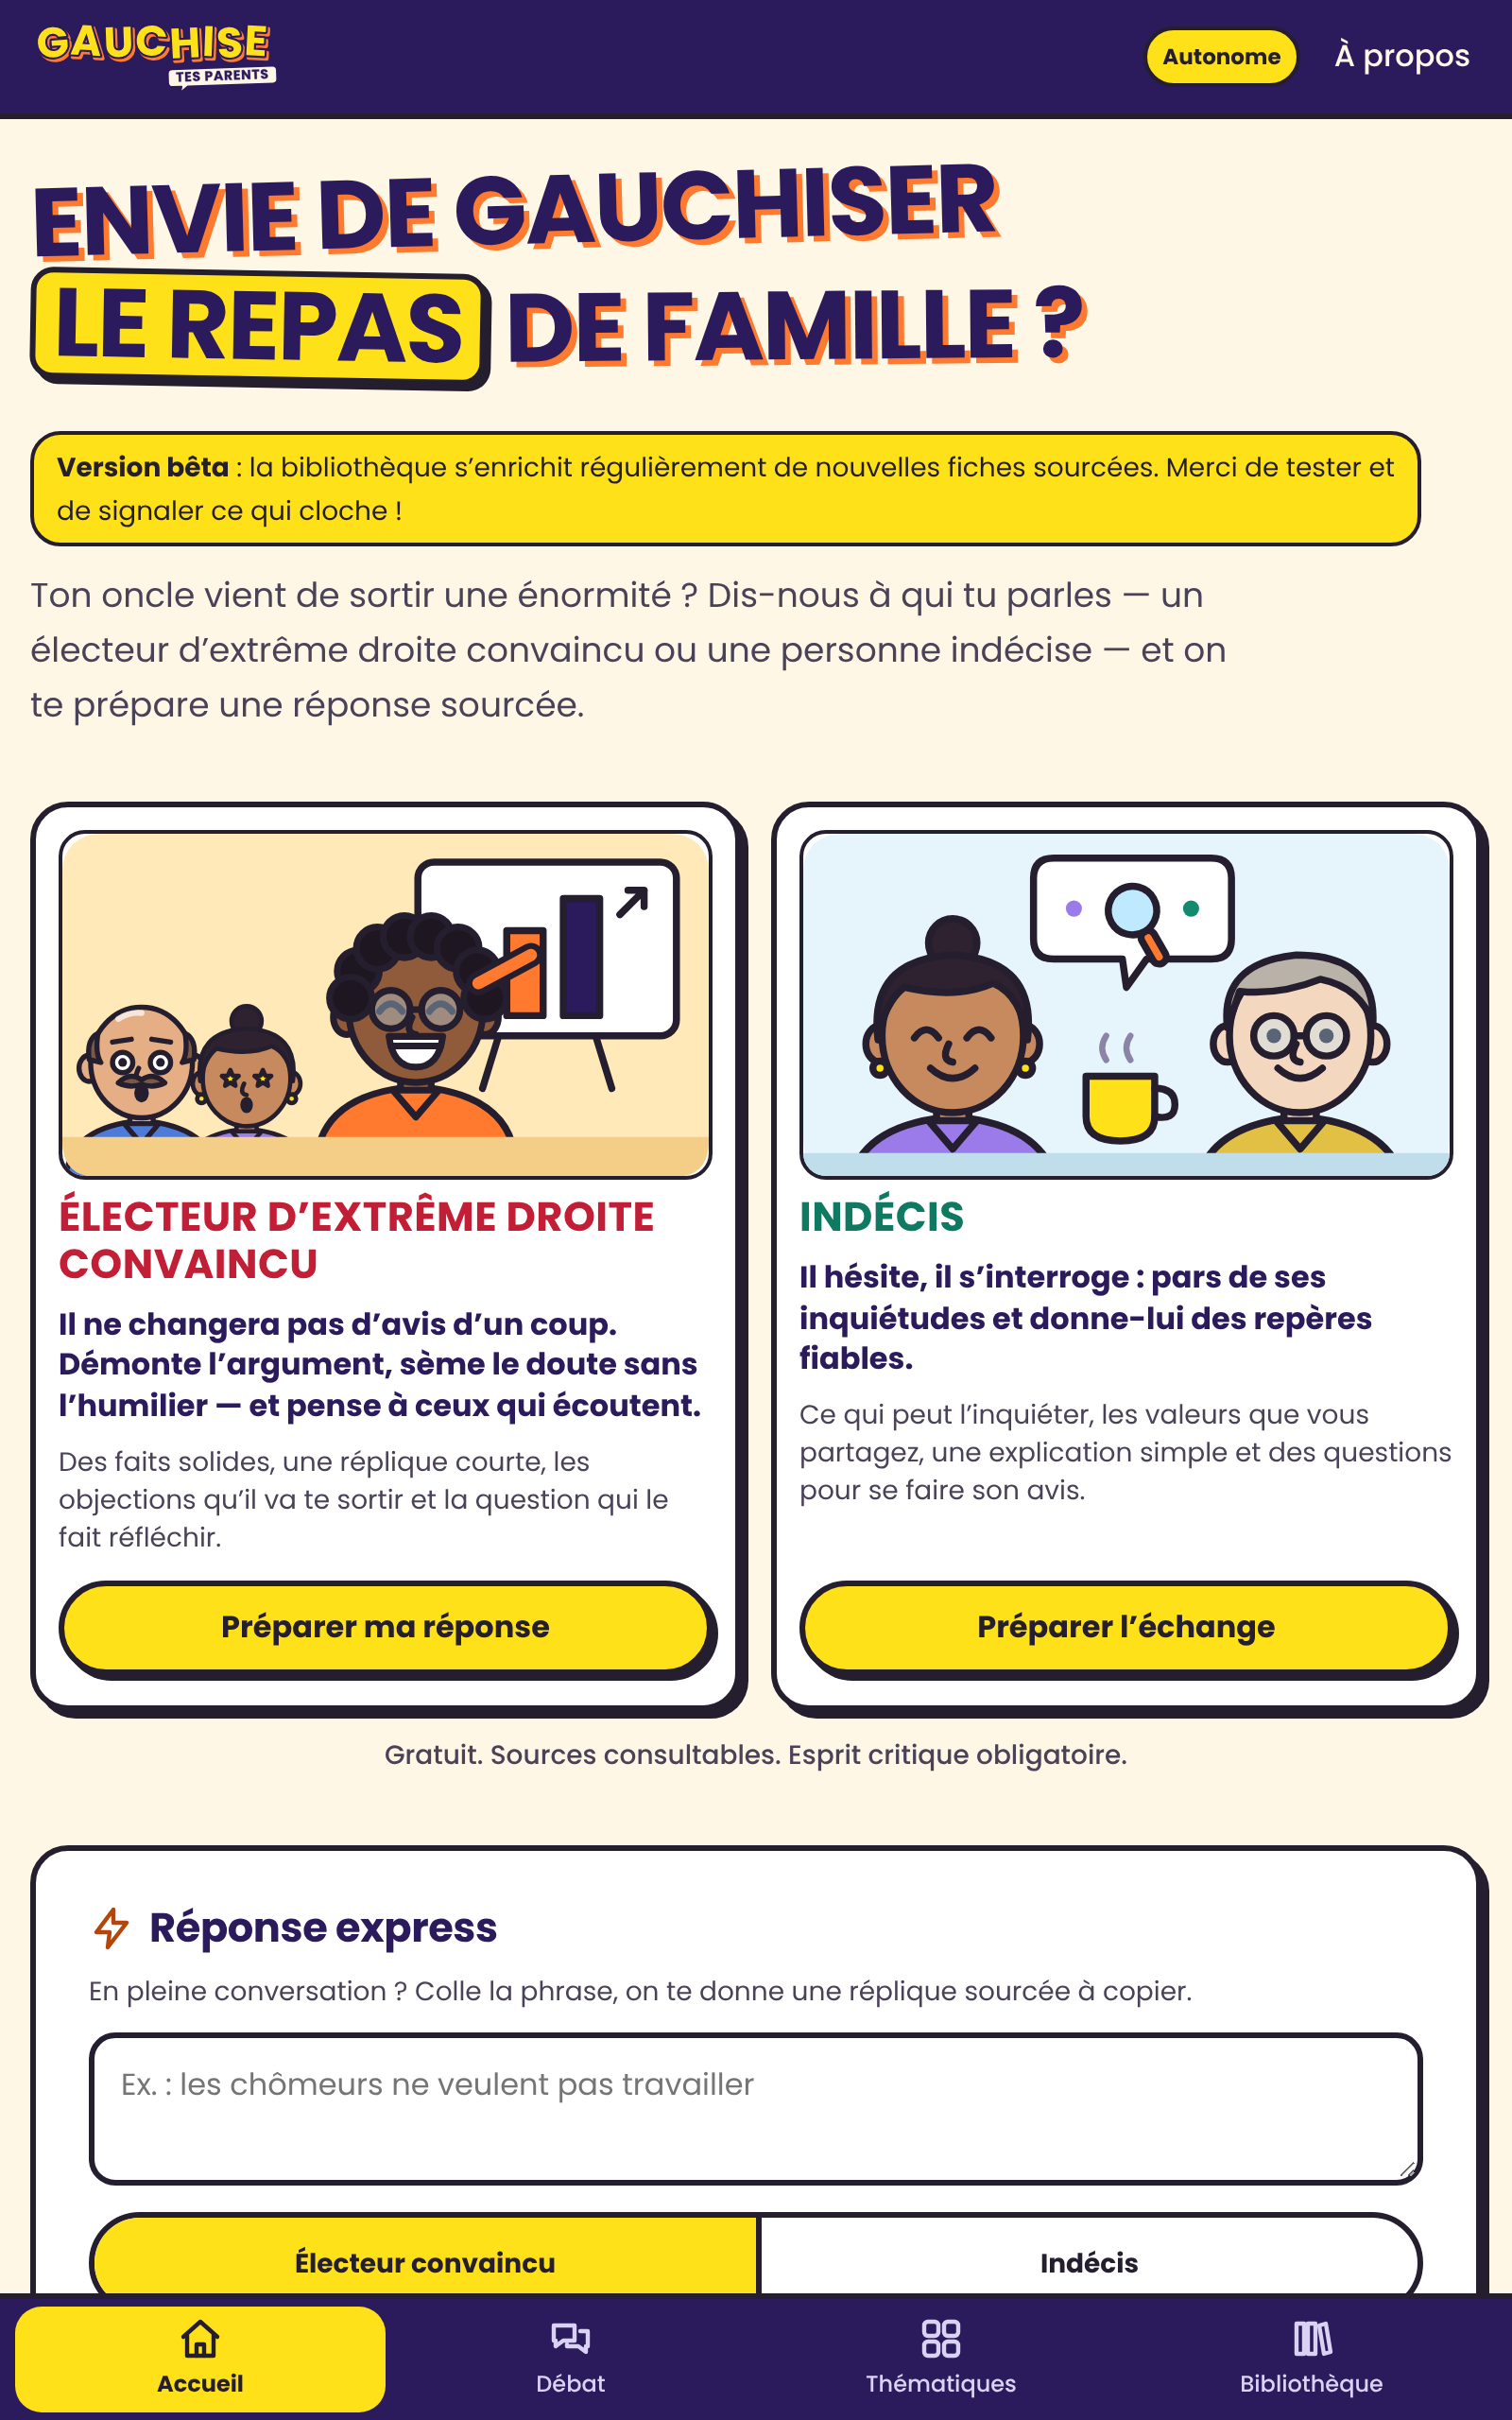 GAUCHISE
TES PARENTS
Autonome
À propos
ENVIE DE GAUCHISER
LE REPAS DE FAMILLE ?
Version bêta : la bibliothèque s’enrichit régulièrement de nouvelles fiches sourcées. Merci de tester et
de signaler ce qui cloche !
Ton oncle vient de sortir une énormité ? Dis-nous à qui tu parles — un
électeur d’extrême droite convaincu ou une personne indécise — et on
te prépare une réponse sourcée.
ÉLECTEUR D’EXTRÊME DROITE
CONVAINCU
Il ne changera pas d’avis d’un coup.
Démonte l’argument, sème le doute sans
l’humilier — et pense à ceux qui écoutent.
Des faits solides, une réplique courte, les
objections qu’il va te sortir et la question qui le
fait réfléchir.
Préparer ma réponse
INDÉCIS
Il hésite, il s’interroge : pars de ses
inquiétudes et donne-lui des repères
fiables.
Ce qui peut l’inquiéter, les valeurs que vous
partagez, une explication simple et des questions
pour se faire son avis.
Préparer l’échange
Gratuit. Sources consultables. Esprit critique obligatoire.
Réponse express
En pleine conversation ? Colle la phrase, on te donne une réplique sourcée à copier.
Ex. : les chômeurs ne veulent pas travailler
Électeur convaincu
Indécis
Accueil
Débat
Thématiques
Bibliothèque